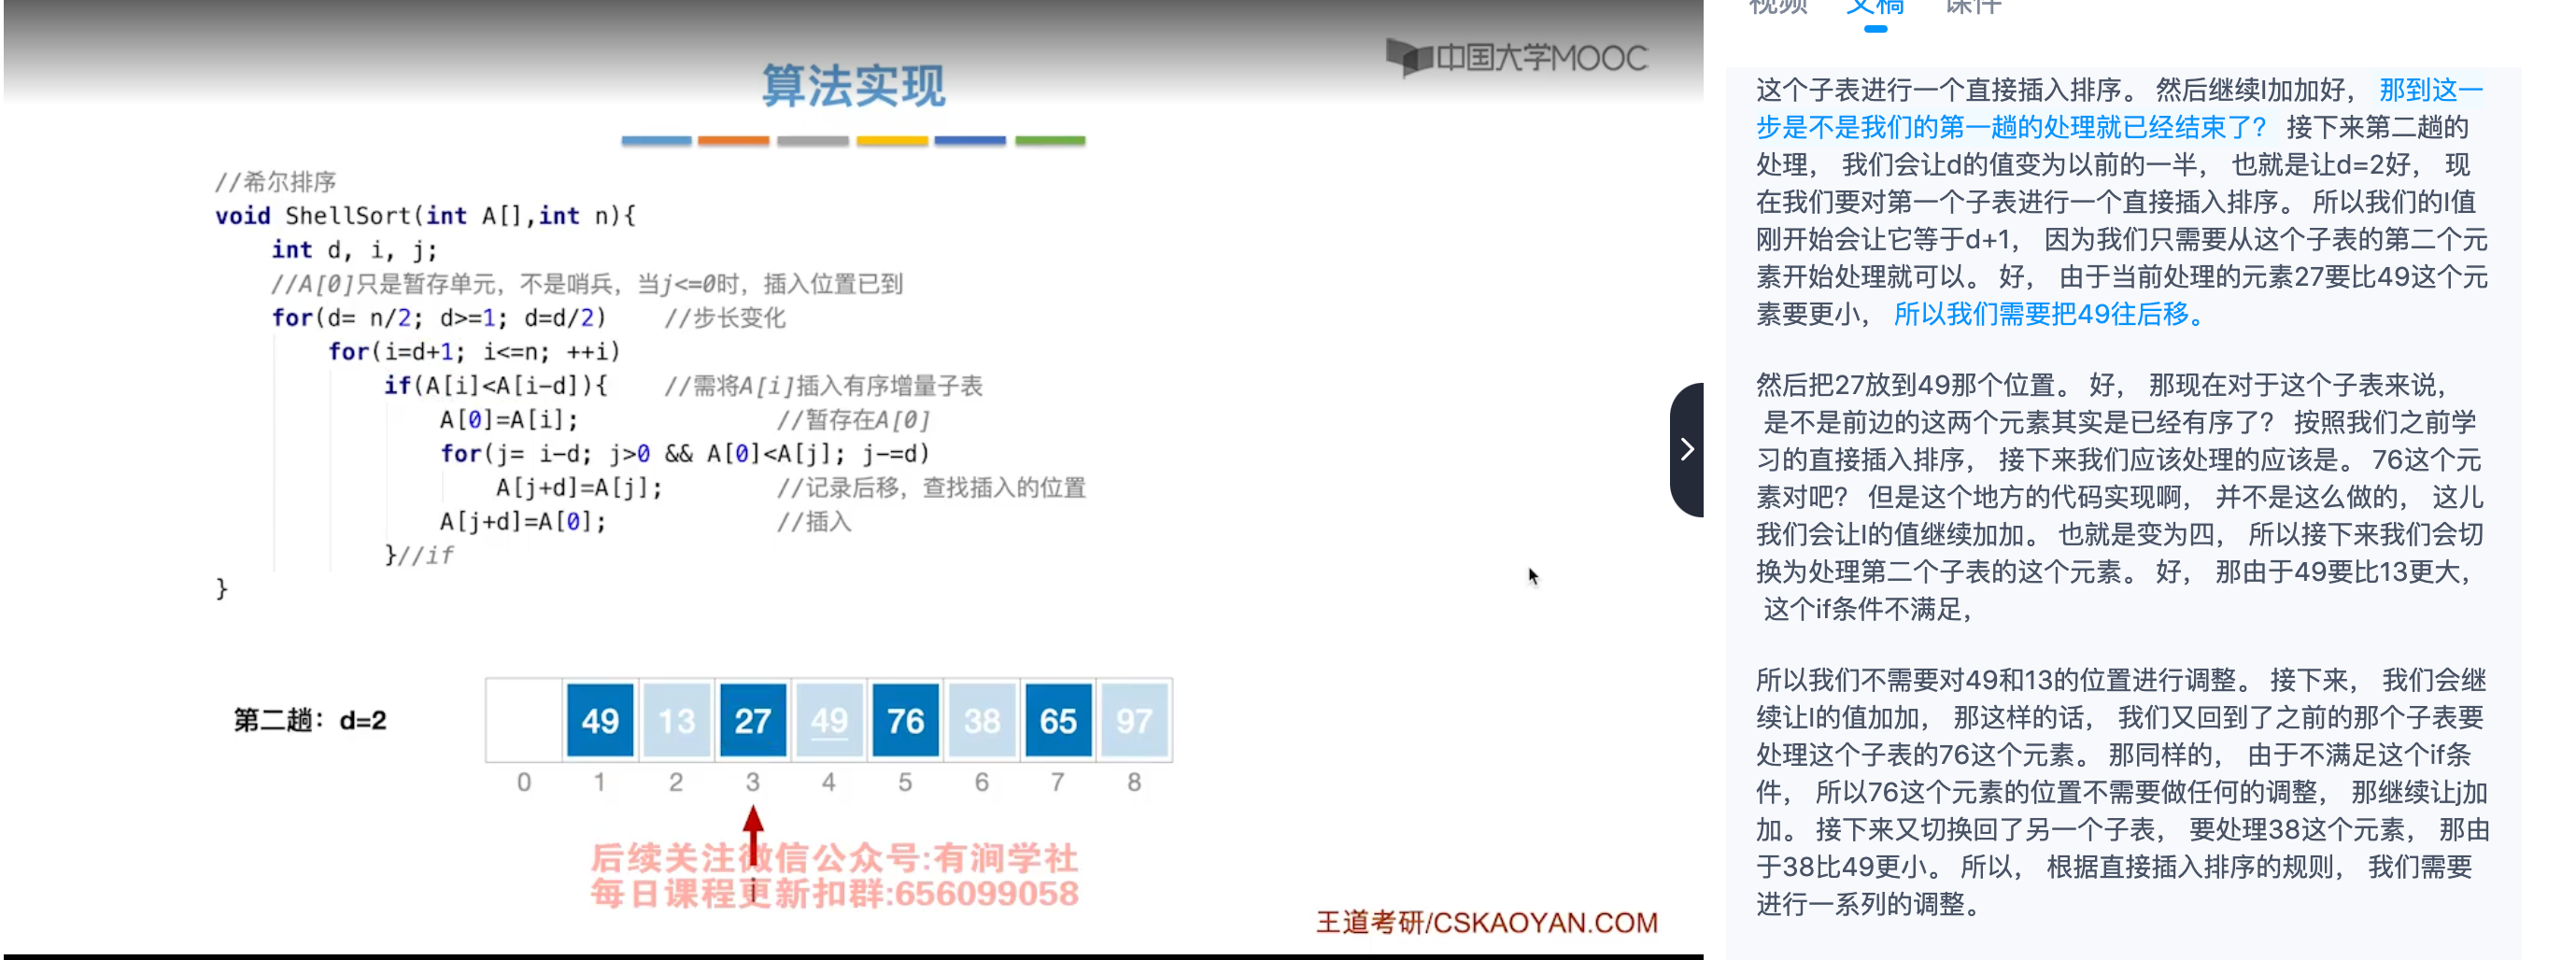 算法实现
中国大学MOOC
//希尔排序
void ShellSort(int A[],int n){
int d, i, j;
//A[0]只是暂存单元，不是哨兵，当j<=0时，插入位置已到
for(d= n/2; d>=1; d=d/2) //步长变化
for(i=d+1; i<=n; ++i)
if(A[i]<A[i-d]){ //需将A[i]插入有序增量子表
A[0]=A[i]; //暂存在A[0]
for(j= i-d; j>0 && A[0]<A[j]; j-=d)
A[j+d]=A[j]; //记录后移，查找插入的位置
A[j+d]=A[0]; //插入
}//if
}
第二趟：d=2
49 13 27 49 76 38 65 97
0 1 2 3 4 5 6 7 8
i
后续关注微信公众号:有涧学社
每日课程更新扣群:656099058
王道考研/CSKAOYAN.COM
视频 文稿 课件
这个子表进行一个直接插入排序。 然后继续I加加好， 那到这一
步是不是我们的第一趟的处理就已经结束了？ 接下来第二趟的
处理， 我们会让d的值变为以前的一半， 也就是让d=2好， 现
在我们要对第一个子表进行一个直接插入排序。 所以我们的I值
刚开始会让它等于d+1， 因为我们只需要从这个子表的第二个元
素开始处理就可以。 好， 由于当前处理的元素27要比49这个元
素要更小， 所以我们需要把49往后移。
然后把27放到49那个位置。 好， 那现在对于这个子表来说，
是不是前边的这两个元素其实是已经有序了？ 按照我们之前学
习的直接插入排序， 接下来我们应该处理的应该是。 76这个元
素对吧？ 但是这个地方的代码实现啊， 并不是这么做的， 这儿
我们会让I的值继续加加。 也就是变为四， 所以接下来我们会切
换为处理第二个子表的这个元素。 好， 那由于49要比13更大，
这个if条件不满足，
所以我们不需要对49和13的位置进行调整。 接下来， 我们会继
续让I的值加加， 那这样的话， 我们又回到了之前的那个子表要
处理这个子表的76这个元素。 那同样的， 由于不满足这个if条
件， 所以76这个元素的位置不需要做任何的调整， 那继续让j加
加。 接下来又切换回了另一个子表， 要处理38这个元素， 那由
于38比49更小。 所以， 根据直接插入排序的规则， 我们需要
进行一系列的调整。